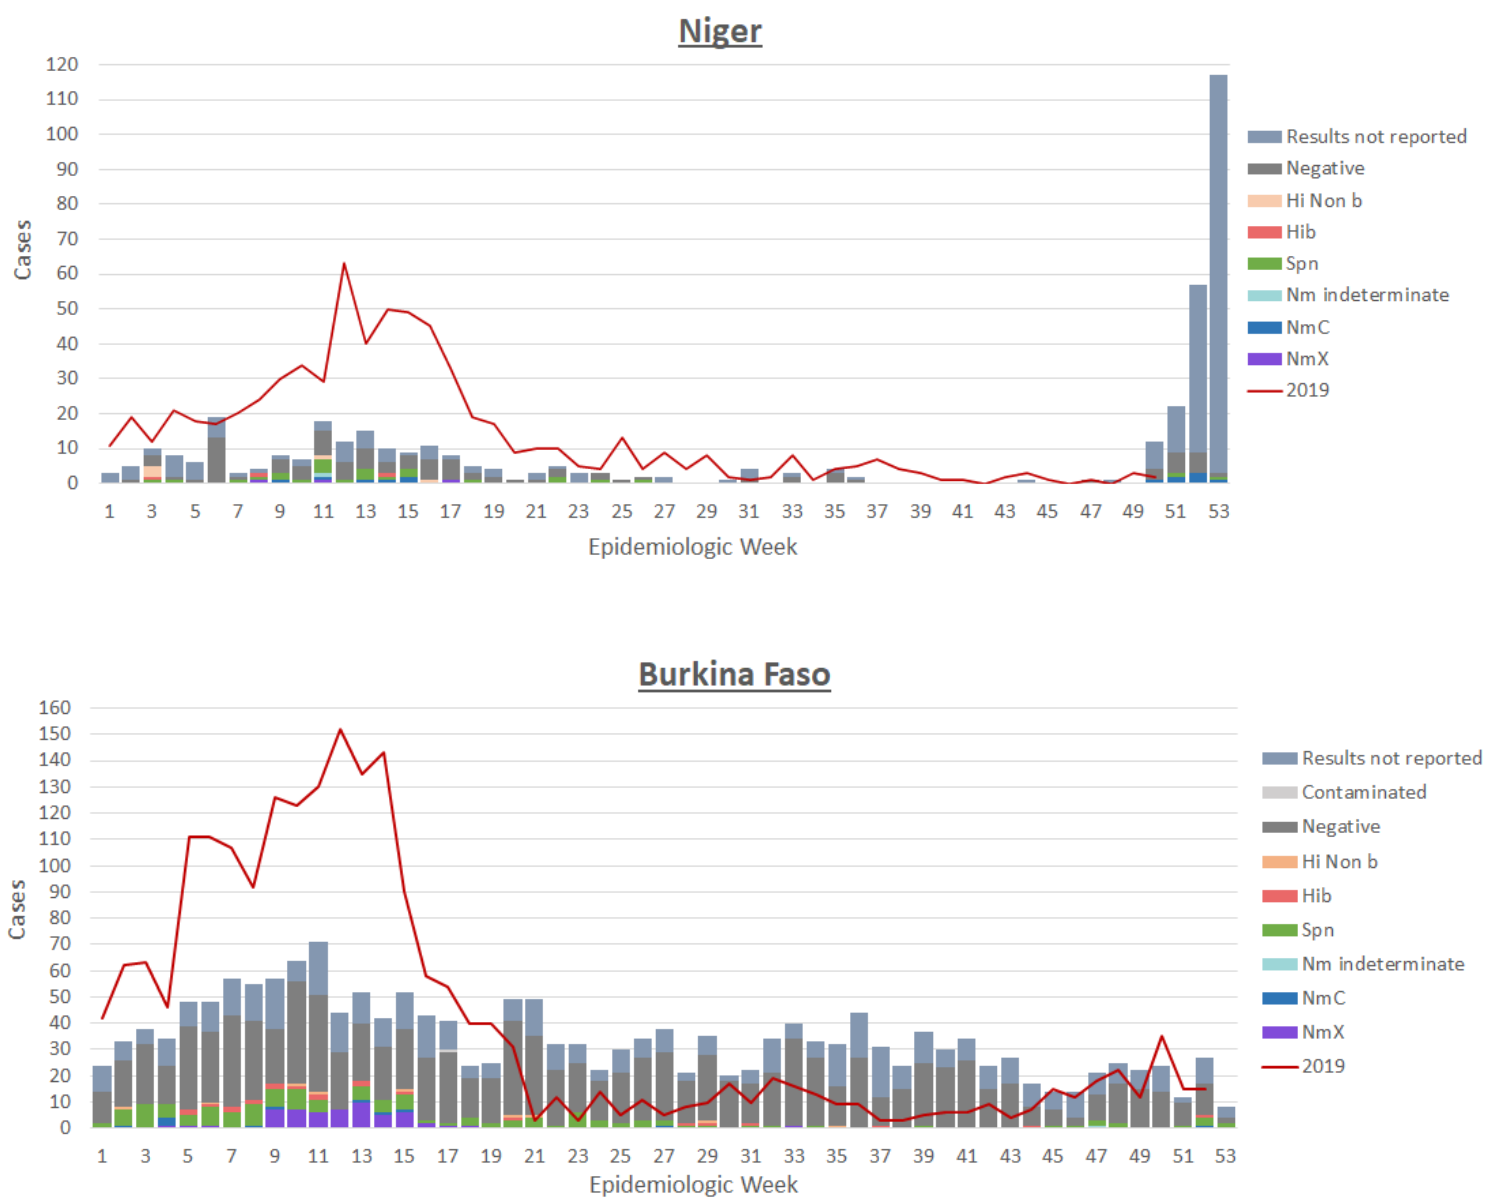 Niger
120
110
100
90
80
70
60
50
40
30
20
10
0
Cases
1 3 5 7 9 11 13 15 17 19 21 23 25 27 29 31 33 35 37 39 41 43 45 47 49 51 53
Epidemiologic Week
Results not reported
Negative
Hi Non b
Hib
Spn
Nm indeterminate
NmC
NmX
2019
Burkina Faso
160
150
140
130
120
110
100
90
80
70
60
50
40
30
20
10
0
Cases
1 3 5 7 9 11 13 15 17 19 21 23 25 27 29 31 33 35 37 39 41 43 45 47 49 51 53
Epidemiologic Week
Results not reported
Contaminated
Negative
Hi Non b
Hib
Spn
Nm indeterminate
NmC
NmX
2019